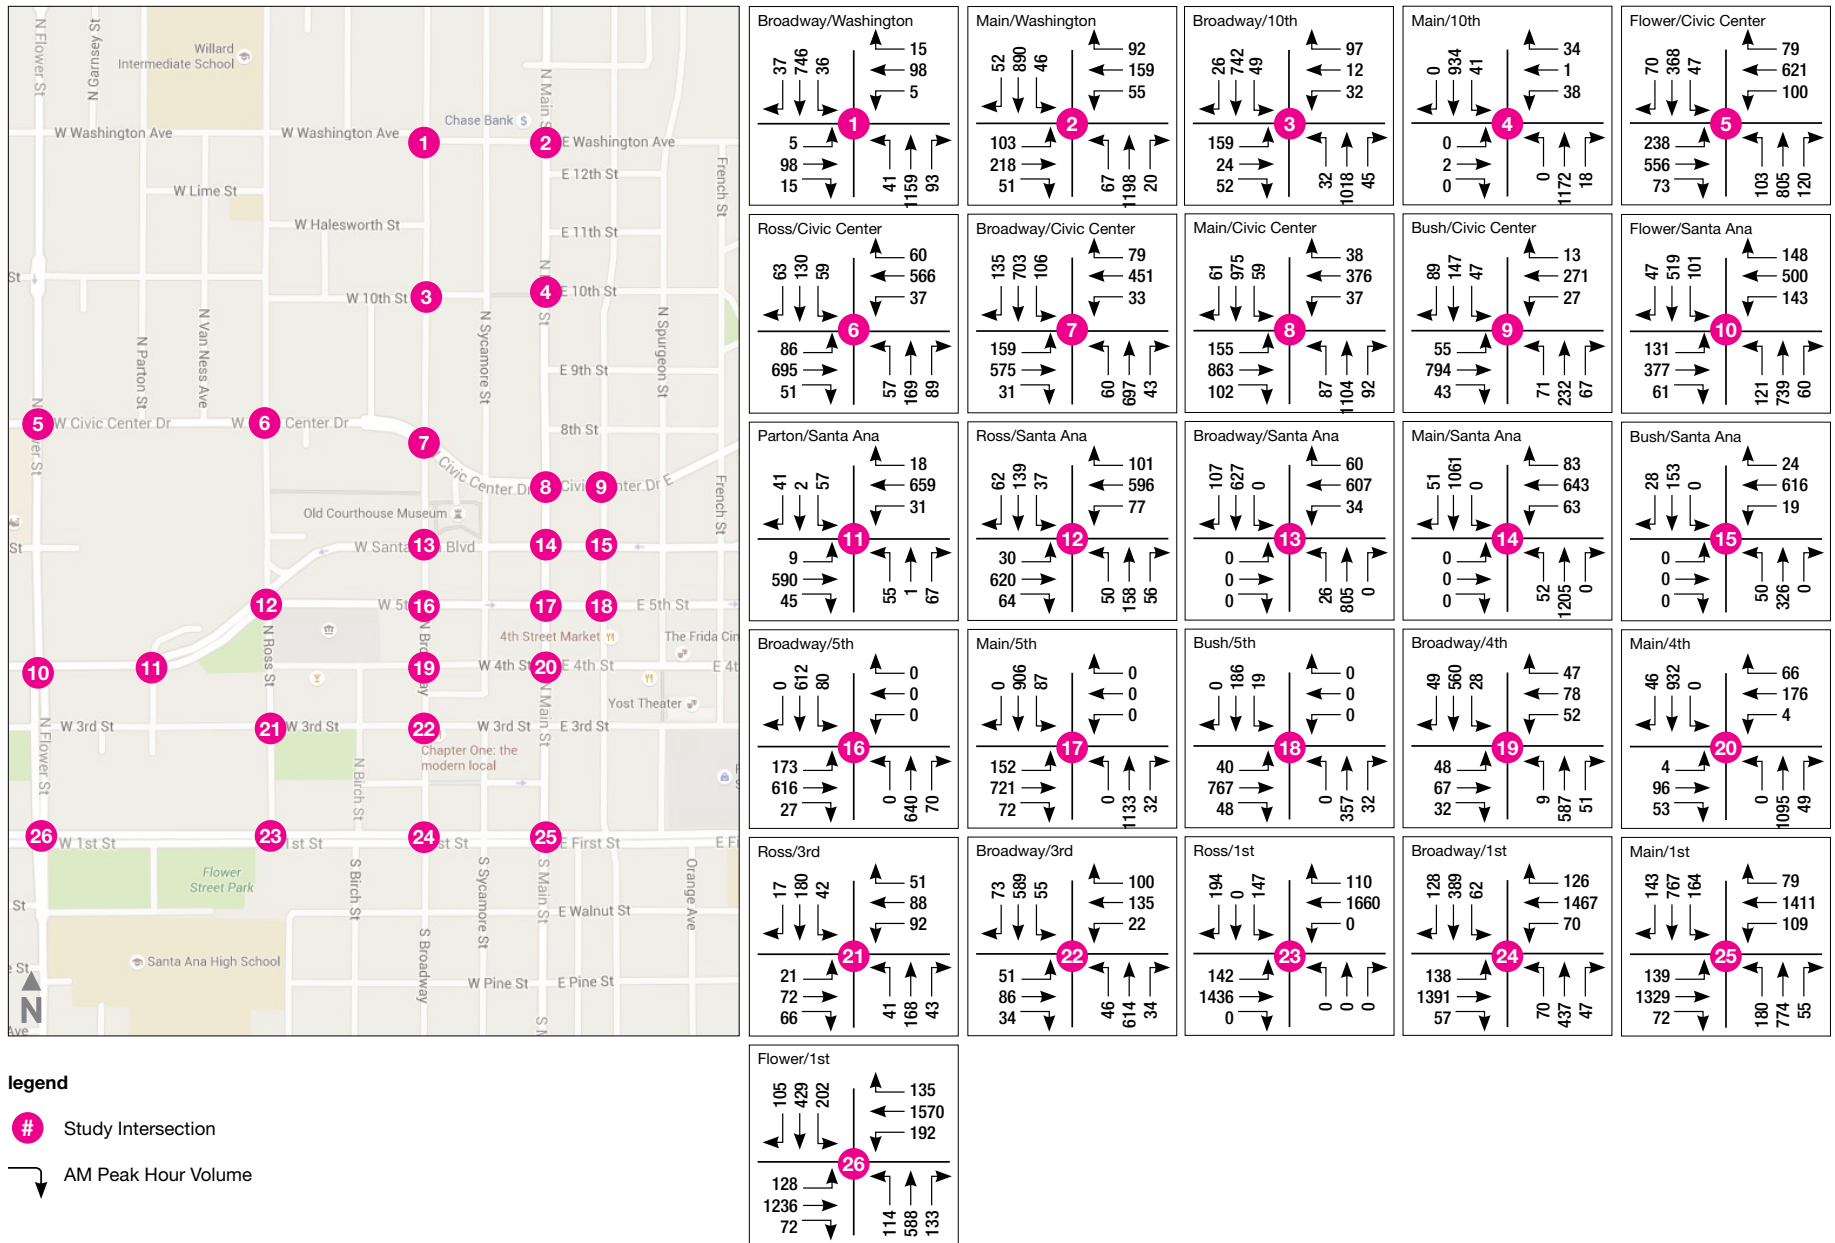 N Flower St
N Garnsey St
Willard
Intermediate School
N Main St
Chase Bank
W Washington Ave
W Washington Ave
1
2
E Washington Ave
E 12th St
French St
W Lime St
W Halesworth St
E 11th St
St
W 10th St
3
4
E 10th St
N Parton St
N Van Ness Ave
N Sycamore St
N Spurgeon St
E 9th St
5
W Civic Center Dr
6
Center Dr
7
8th St
Civic Center Dr
8
9
Old Courthouse Museum
French St
St
13
14
15
12
16
17
18
E 5th St
4th Street Market
The Frida Cin
N Ross St
10
11
19
W 4th St
20
E 4th St
E 4t
Yost Theater
N Flower St
W 3rd St
21
W 3rd St
22
W 3rd St
E 3rd St
N Main St
Chapter One: the
modern local
N Birch St
26
W 1st St
23
1st St
24
st St
25
E First St
E Fi
Flower
Street Park
S Birch St
S Sycamore St
S Main St
Orange Ave
St
E Walnut St
S Broadway
Santa Ana High School
e St
W Pine St
E Pine St
N
Ave
S M
Broadway/Washington
37 746 36
15
98
5
1
5
98
15
41 1159 93
Main/Washington
52 890 46
92
159
55
2
103
218
51
67 1198 20
Broadway/10th
26 742 49
97
12
32
3
159
24
52
32 1018 45
Main/10th
0 934 41
34
1
38
4
0
2
0
0 1172 18
Flower/Civic Center
70 368 47
79
621
100
5
238
556
73
103 805 120
Ross/Civic Center
63 130 59
60
566
37
6
86
695
51
57 169 89
Broadway/Civic Center
135 703 106
79
451
33
7
159
575
31
60 697 43
Main/Civic Center
61 975 59
38
376
37
8
155
863
102
87 1104 92
Bush/Civic Center
89 147 47
13
271
27
9
55
794
43
71 232 67
Flower/Santa Ana
47 519 101
148
500
143
10
131
377
61
121 739 60
Parton/Santa Ana
41 2 57
18
659
31
11
9
590
45
55 1 67
Ross/Santa Ana
62 139 37
101
596
77
12
30
620
64
50 158 56
Broadway/Santa Ana
107 627 0
60
607
34
13
0
0
0
26 805 0
Main/Santa Ana
51 1061 0
83
643
63
14
0
0
0
52 1205 0
Bush/Santa Ana
28 153 0
24
616
19
15
0
0
0
50 326 0
Broadway/5th
0 612 80
0
0
0
16
173
616
27
0 640 70
Main/5th
0 906 87
0
0
0
17
152
721
72
0 1133 32
Bush/5th
0 186 19
0
0
0
18
40
767
48
0 357 32
Broadway/4th
49 560 28
47
78
52
19
48
67
32
9 587 51
Main/4th
46 932 0
66
176
4
20
4
96
53
0 1095 49
Ross/3rd
17 180 42
51
88
92
21
21
72
66
41 168 43
Broadway/3rd
73 589 55
100
135
22
22
51
86
34
46 614 34
Ross/1st
194 0 147
110
1660
0
23
142
1436
0
0 0 0
Broadway/1st
128 389 62
126
1467
70
24
138
1391
57
70 437 47
Main/1st
143 767 164
79
1411
109
25
139
1329
72
180 774 55
Flower/1st
105 429 202
135
1570
192
26
128
1236
72
114 588 133
legend
# Study Intersection
AM Peak Hour Volume